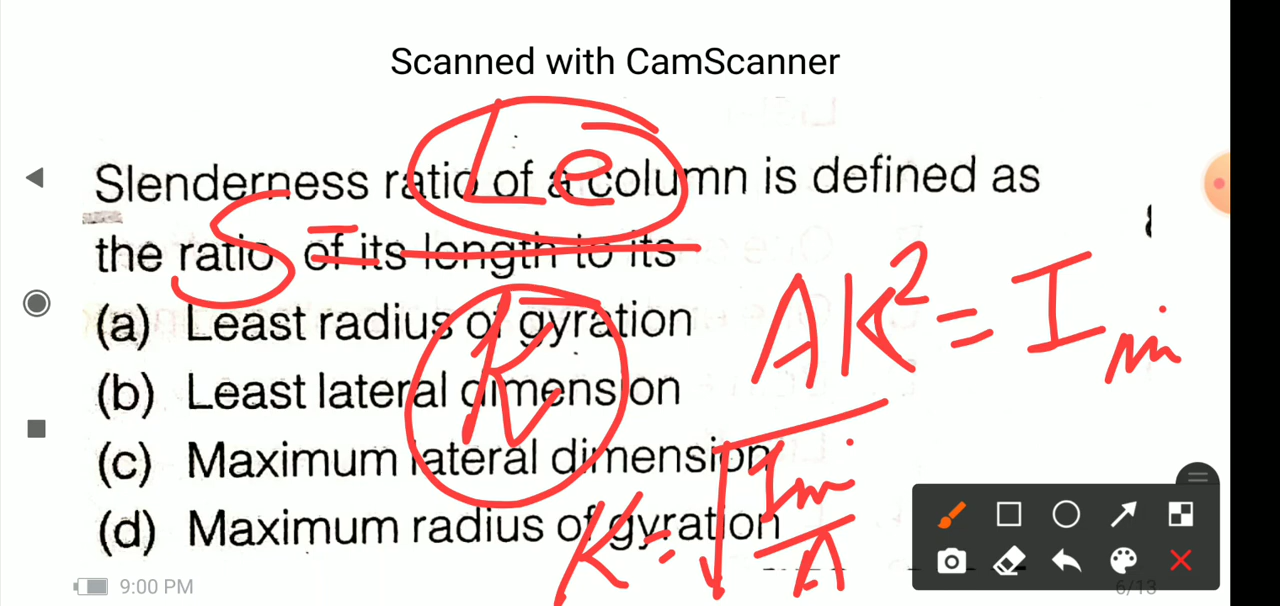 Scanned with CamScanner
Slenderness ratio of a column is defined as
the ratio of its length to its
(a) Least radius of gyration
(b) Least lateral dimension
(c) Maximum lateral dimension
(d) Maximum radius of gyration
S = Le
K
AK² = I min
K = √ I min
A
9:00 PM
6/13